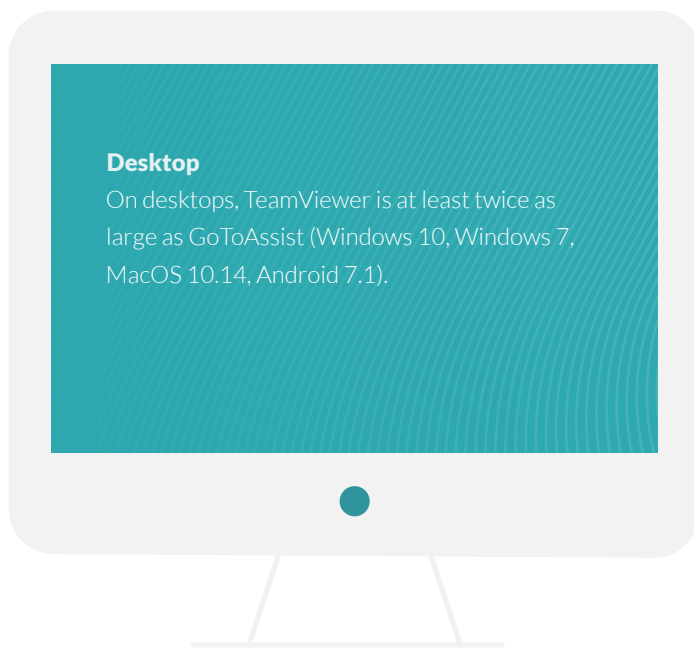 Desktop
On desktops, TeamViewer is at least twice as
large as GoToAssist (Windows 10, Windows 7,
MacOS 10.14, Android 7.1).